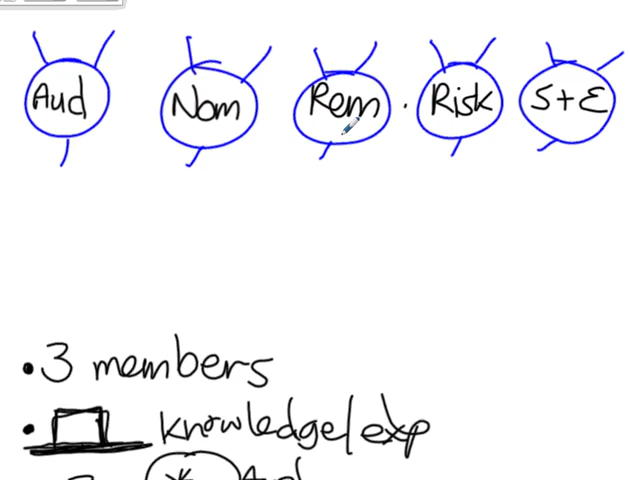 Aud Nom Rem . Risk S+E
• 3 members
• knowledge/exp